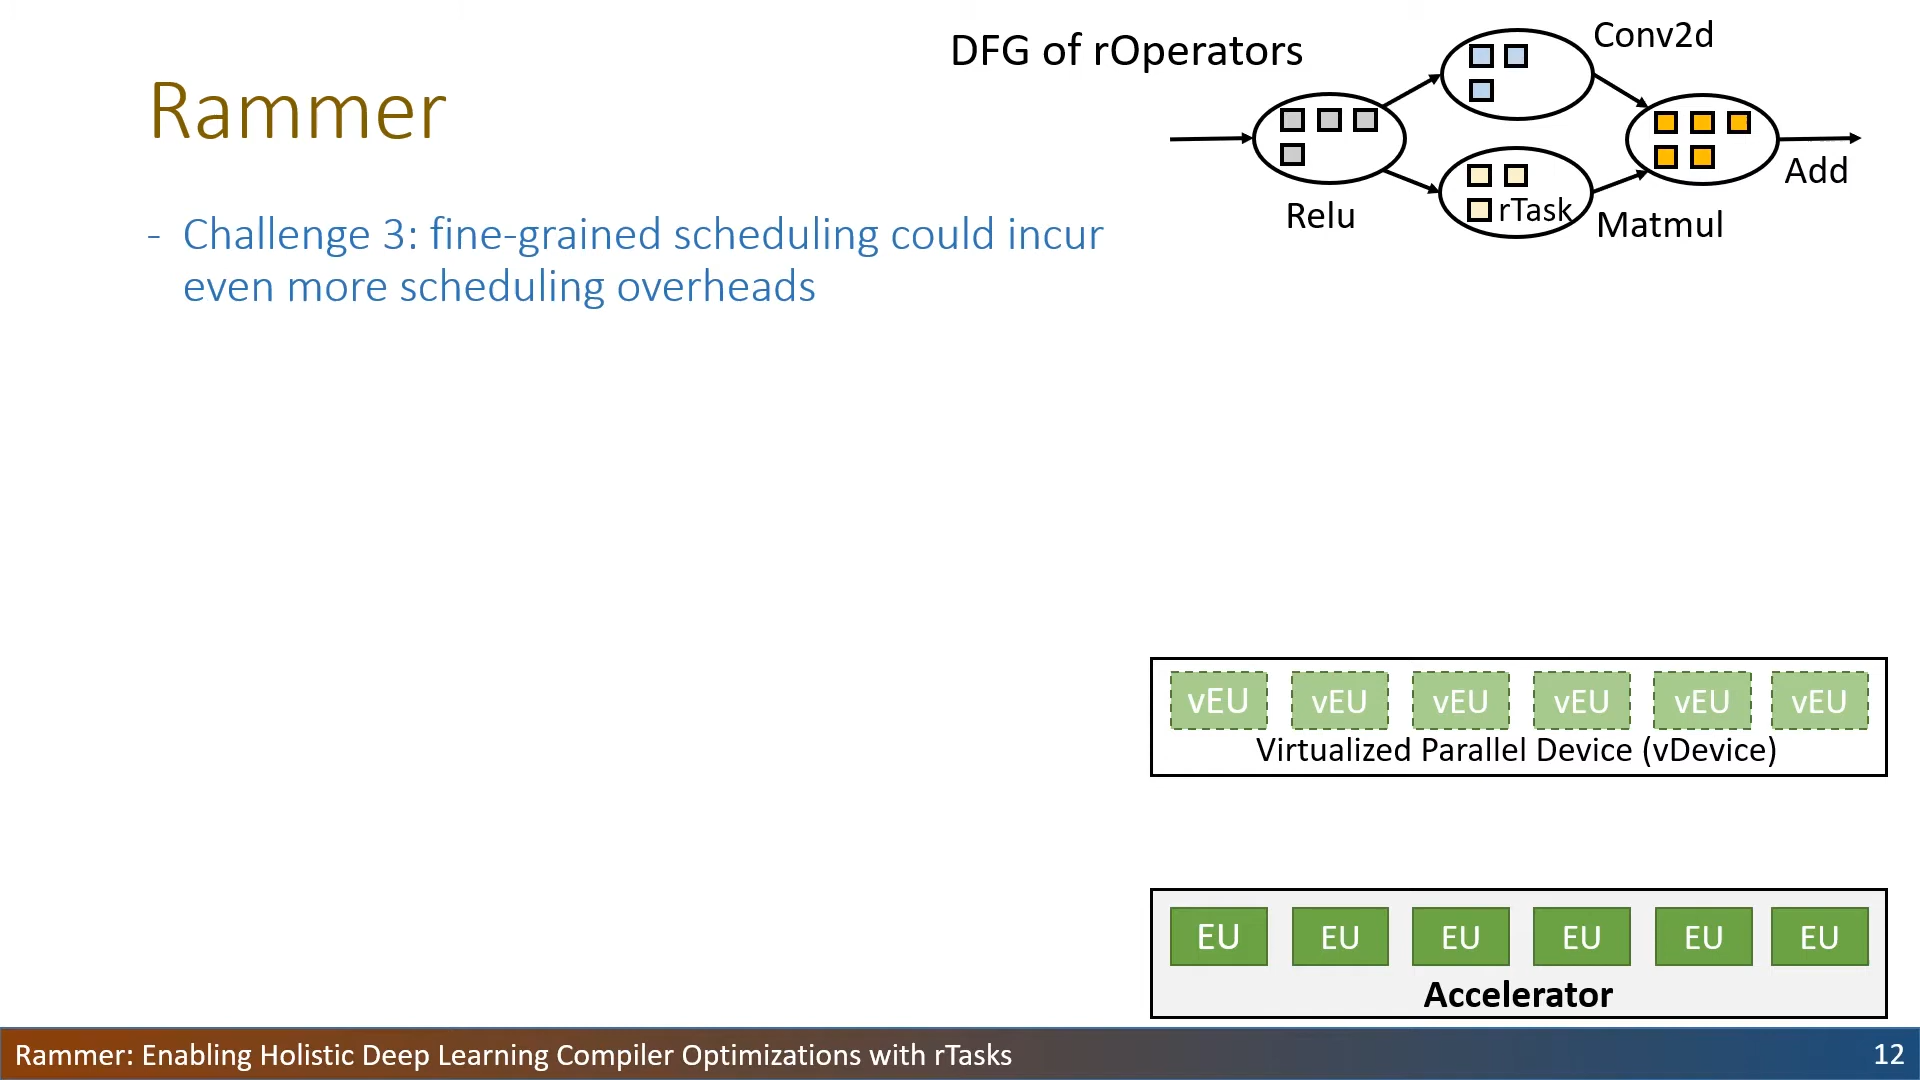 Rammer
- Challenge 3: fine-grained scheduling could incur
even more scheduling overheads
DFG of rOperators
Conv2d
Relu
rTask
Matmul
Add
vEU vEU vEU vEU vEU vEU
Virtualized Parallel Device (vDevice)
EU EU EU EU EU EU
Accelerator
Rammer: Enabling Holistic Deep Learning Compiler Optimizations with rTasks
12